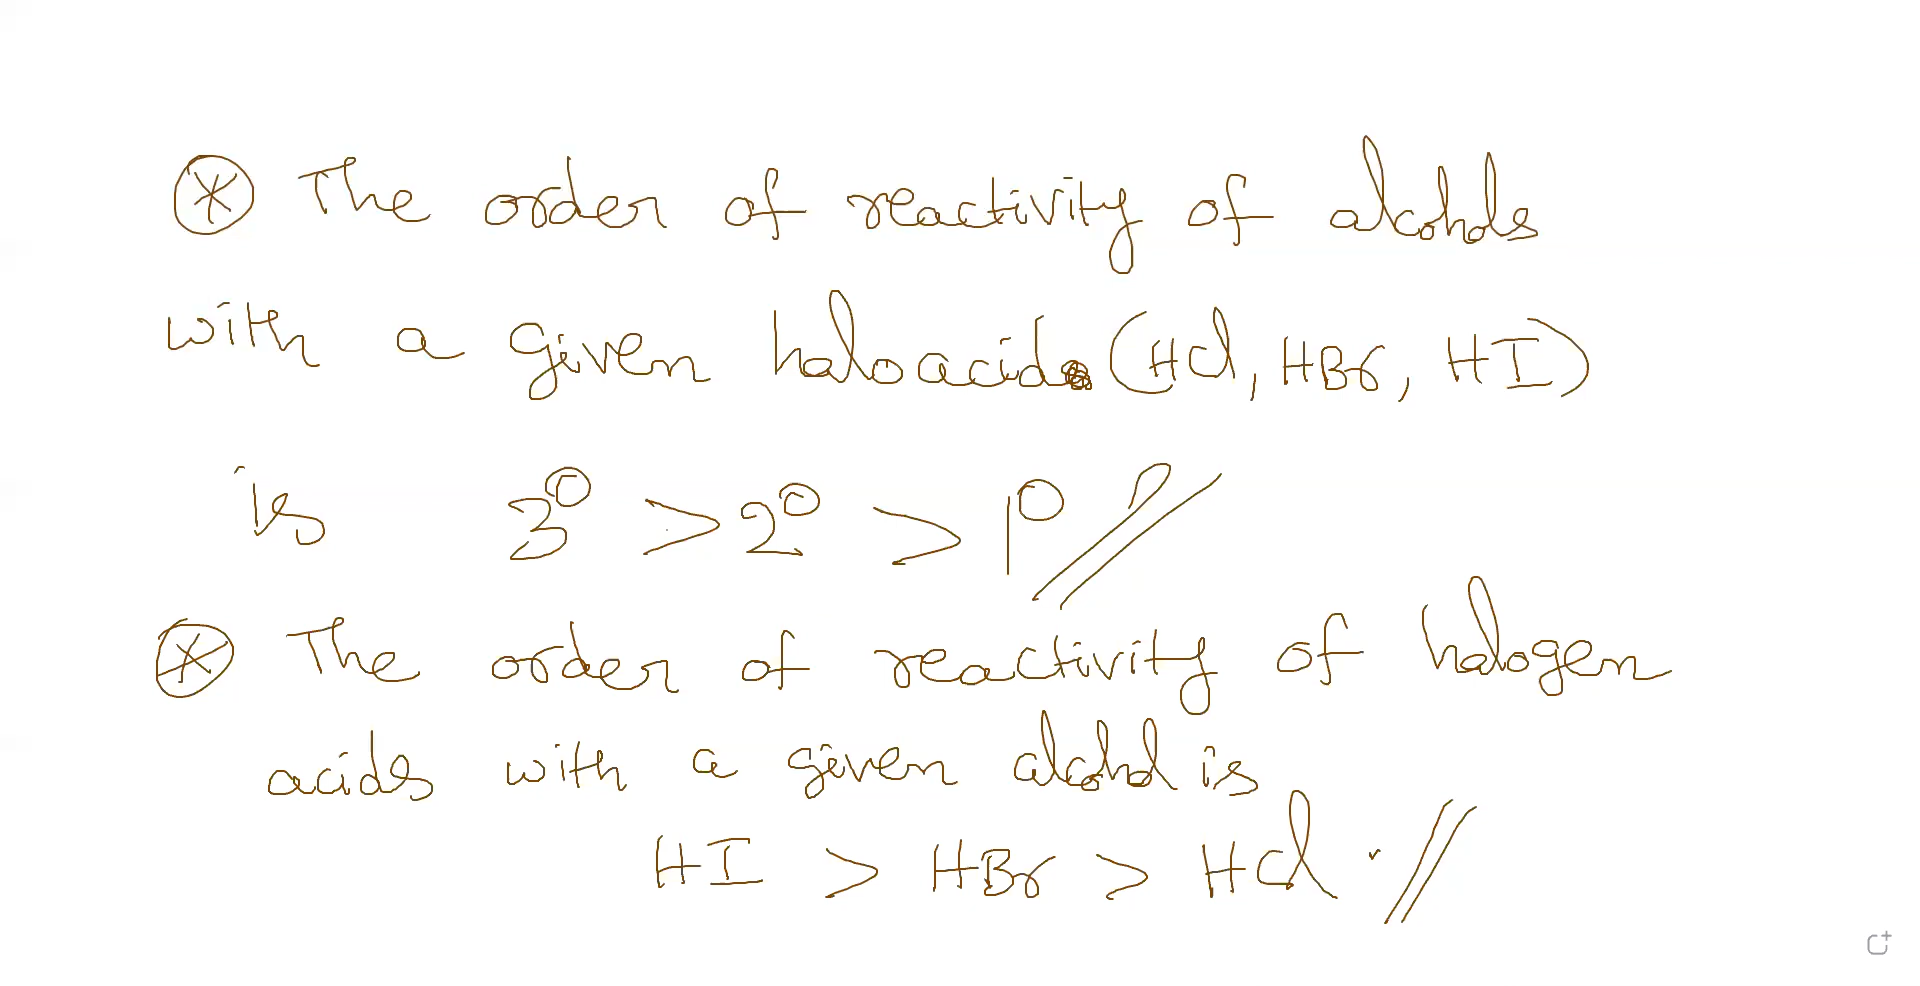 ⊛ The order of reactivity of alcohols
with a given haloacid (HCl, HBr, HI)
is 3° > 2° > 1° //
⊛ The order of reactivity of halogen
acids with a given alcohol is
HI > HBr > HCl. //